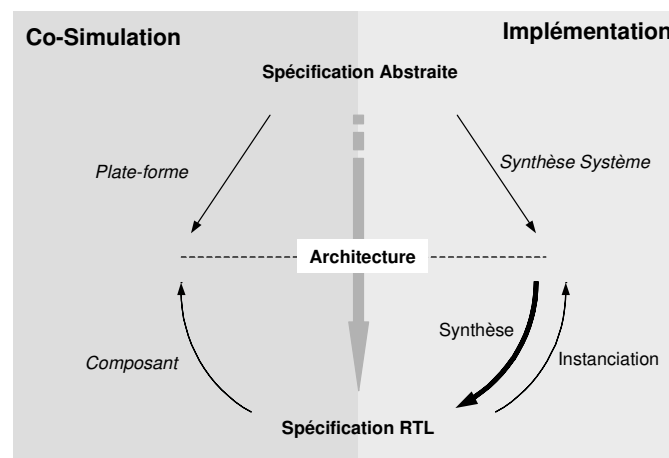 Co-Simulation
Implémentation
Spécification Abstraite
Plate-forme
Synthèse Système
Architecture
Synthèse
Composant
Instanciation
Spécification RTL